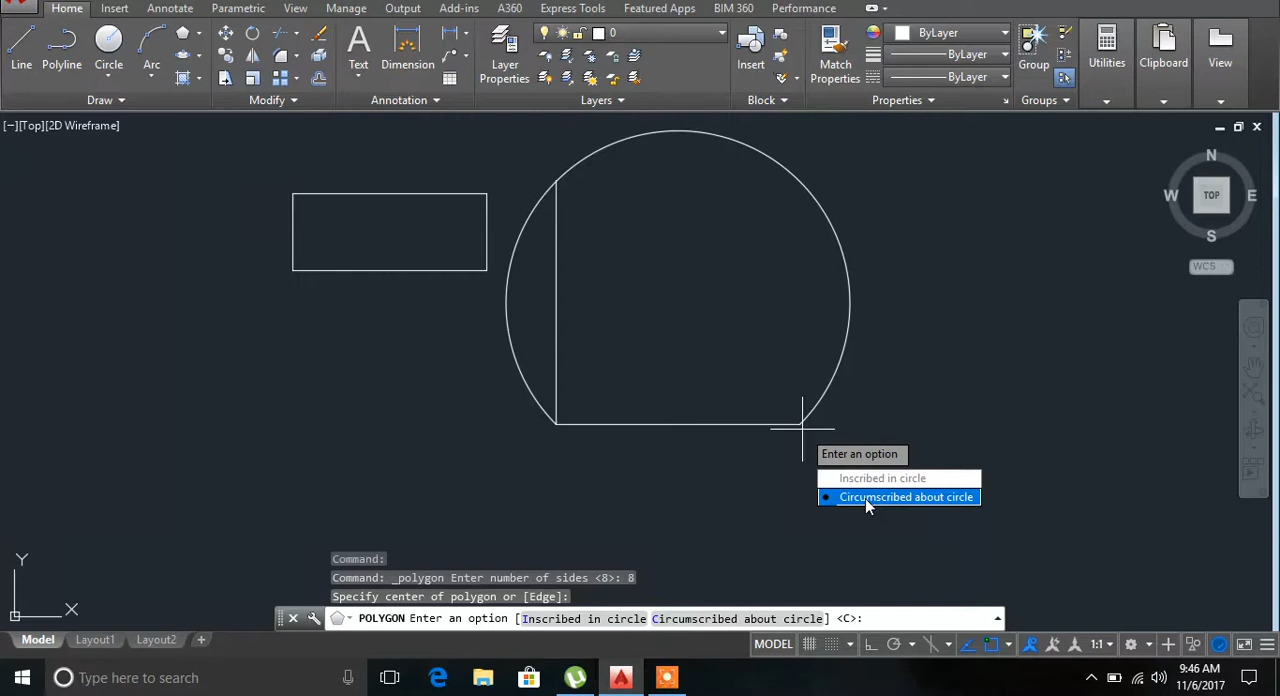 Home Insert Annotate Parametric View Manage Output Add-ins A360 Express Tools Featured Apps BIM 360 Performance
0
ByLayer
ByLayer
ByLayer
Line Polyline Circle Arc Text Dimension Layer Properties Insert Match Properties Group Utilities Clipboard View
Draw Modify Annotation Layers Block Properties Groups
[−][Top][2D Wireframe]
N
W TOP E
S
WCS
Enter an option
Inscribed in circle
Circumscribed about circle
Y
X
Command:
Command: _polygon Enter number of sides <8>: 8
Specify center of polygon or [Edge]:
POLYGON Enter an option [Inscribed in circle Circumscribed about circle] <C>:
Model Layout1 Layout2 + MODEL 1:1
Type here to search
9:46 AM
11/6/2017